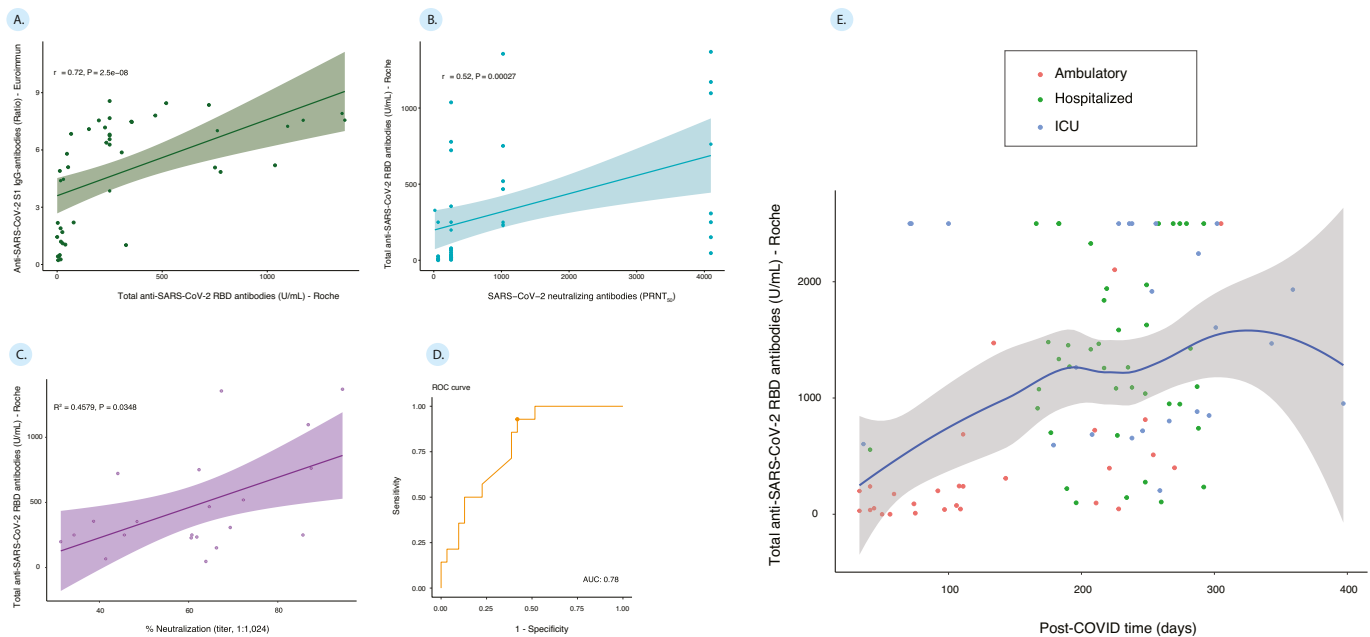 A.
Anti-SARS-CoV-2 S1 IgG-antibodies (Ratio) - Euroimmun
r = 0.72, P = 2.5e−08
9
6
3
0
0
500
1000
Total anti-SARS-CoV-2 RBD antibodies (U/mL) - Roche
B.
Total anti-SARS-CoV-2 RBD antibodies (U/mL) - Roche
r = 0.52, P = 0.00027
1000
500
0
0
1000
2000
3000
4000
SARS−CoV−2 neutralizing antibodies (PRNT50)
C.
Total anti-SARS-CoV-2 RBD antibodies (U/mL) - Roche
R² = 0.4579, P = 0.0348
1000
500
0
40
60
80
% Neutralization (titer, 1:1,024)
D.
ROC curve
Sensitivity
1.00
0.75
0.50
0.25
0.00
AUC: 0.78
0.00
0.25
0.50
0.75
1.00
1 - Specificity
E.
Ambulatory
Hospitalized
ICU
Total anti-SARS-CoV-2 RBD antibodies (U/mL) - Roche
2000
1000
0
100
200
300
400
Post-COVID time (days)